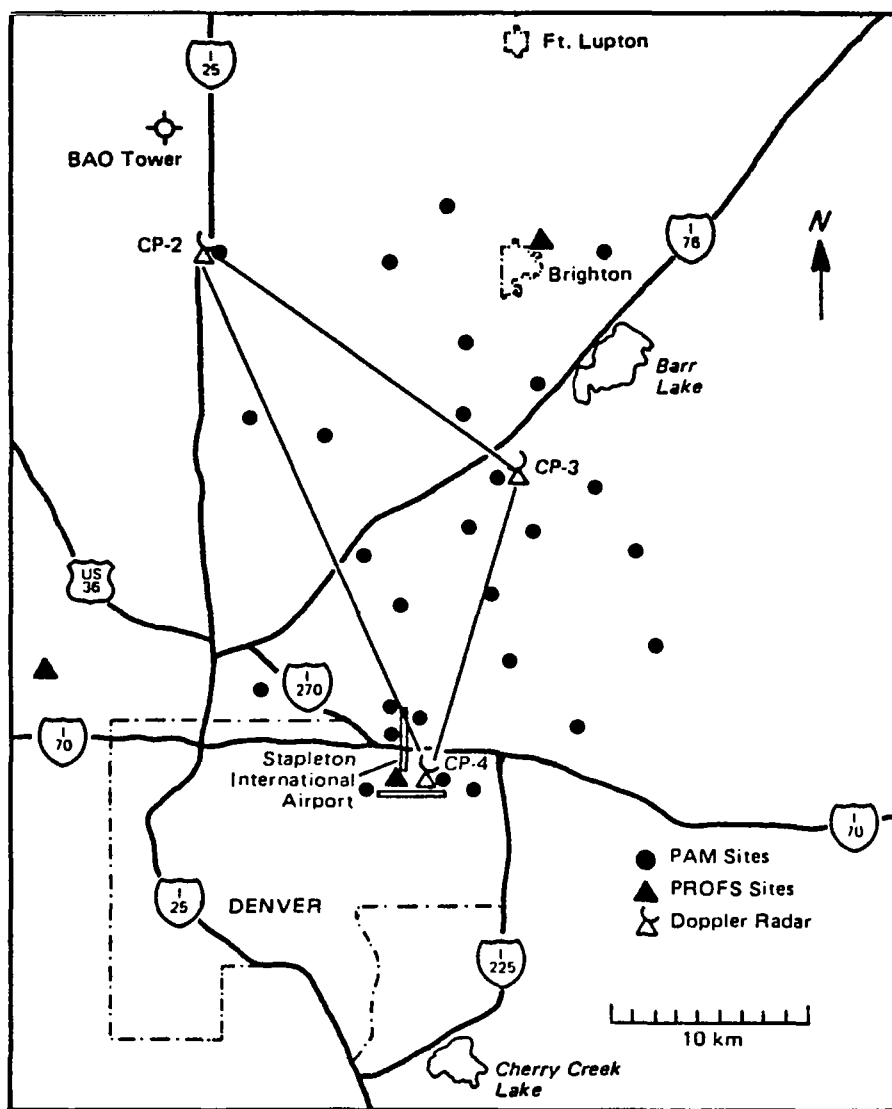 I
25
Ft. Lupton
BAO Tower
I
76
N
CP-2
Brighton
Barr
Lake
CP-3
US
36
I
270
I
70
Stapleton
International
Airport
CP-4
I
70
PAM Sites
PROFS Sites
Doppler Radar
I
25
DENVER
I
225
10 km
Cherry Creek
Lake